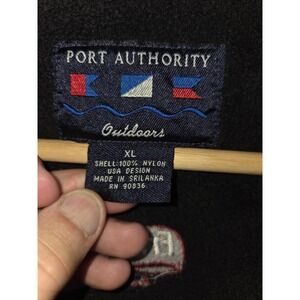 PORT AUTHORITY
Outdoors
XL
SHELL:100% NYLON
USA DESIGN
MADE IN SRILANKA
RN 90836